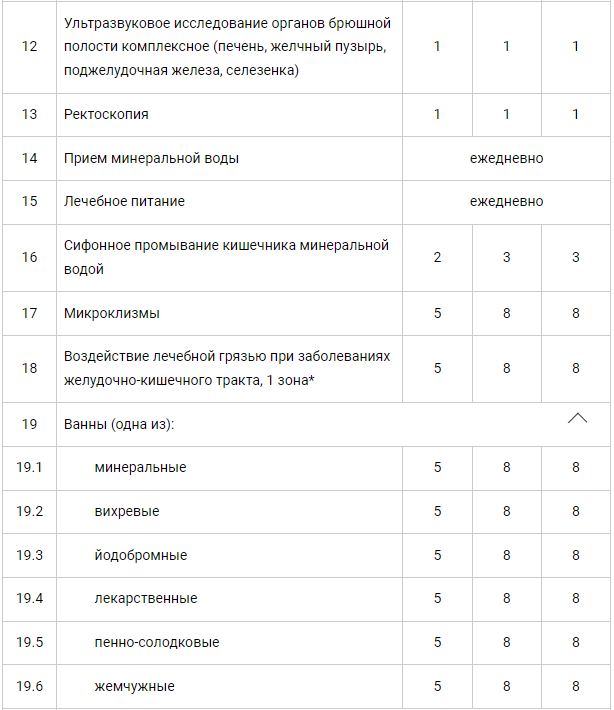 12 Ультразвуковое исследование органов брюшной
полости комплексное (печень, желчный пузырь, 1 1 1
поджелудочная железа, селезенка)
13 Ректоскопия 1 1 1
14 Прием минеральной воды ежедневно
15 Лечебное питание ежедневно
16 Сифонное промывание кишечника минеральной 2 3 3
водой
17 Микроклизмы 5 8 8
18 Воздействие лечебной грязью при заболеваниях 5 8 8
желудочно-кишечного тракта, 1 зона*
19 Ванны (одна из):
19.1 минеральные 5 8 8
19.2 вихревые 5 8 8
19.3 йодобромные 5 8 8
19.4 лекарственные 5 8 8
19.5 пенно-солодковые 5 8 8
19.6 жемчужные 5 8 8